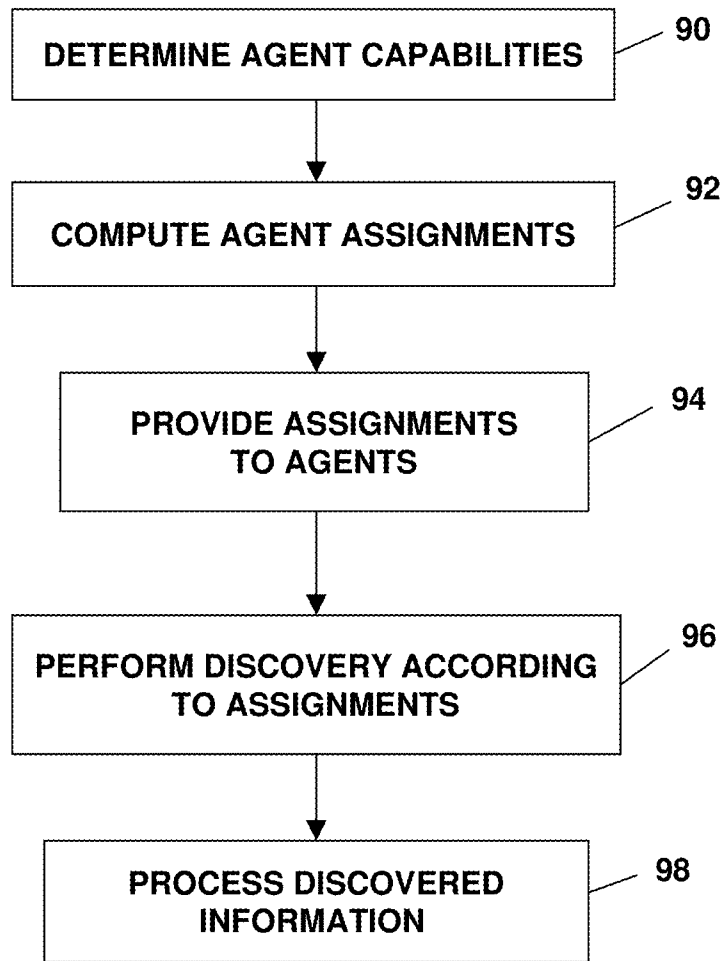 DETERMINE AGENT CAPABILITIES
90
COMPUTE AGENT ASSIGNMENTS
92
PROVIDE ASSIGNMENTS
TO AGENTS
94
PERFORM DISCOVERY ACCORDING
TO ASSIGNMENTS
96
PROCESS DISCOVERED
INFORMATION
98